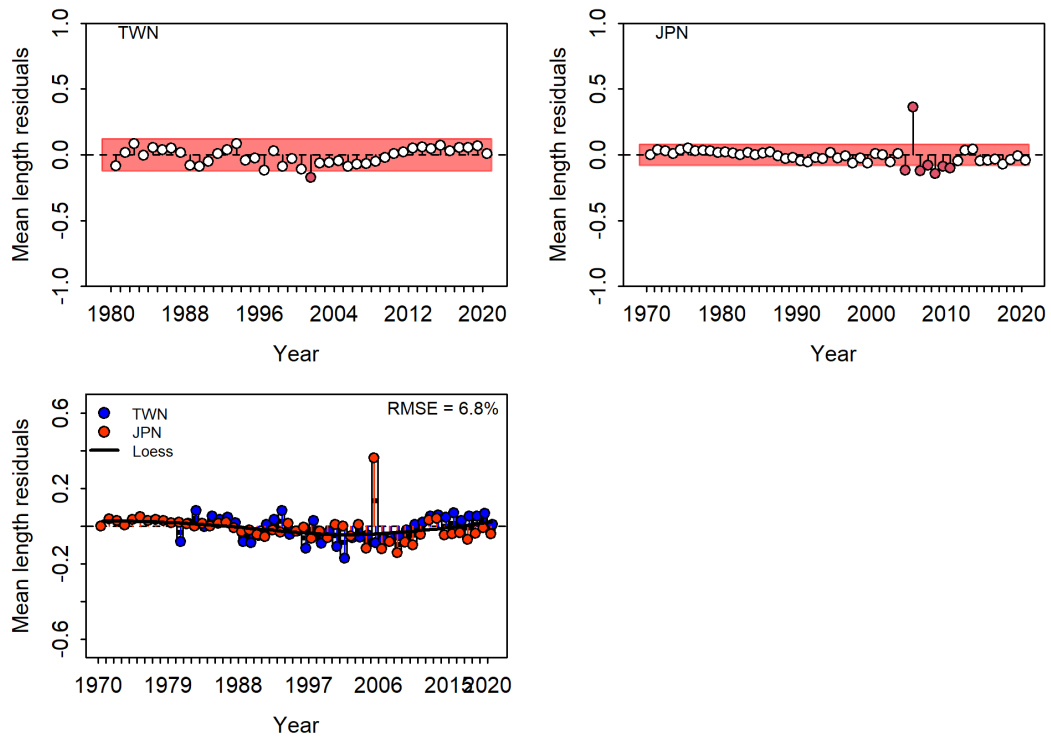 TWN
Mean length residuals
1.0
0.5
0.0
-0.5
-1.0
1980 1988 1996 2004 2012 2020
Year
JPN
Mean length residuals
1.0
0.5
0.0
-0.5
-1.0
1970 1980 1990 2000 2010 2020
Year
TWN
JPN
Loess
RMSE = 6.8%
Mean length residuals
0.6
0.2
-0.2
-0.6
1970 1979 1988 1997 2006 2015 2020
Year